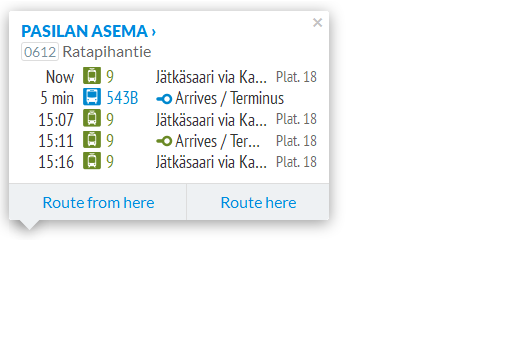 PASILAN ASEMA ›
0612 Ratapihantie
Now 9 Jätkäsaari via Ka... Plat. 18
5 min 543B Arrives / Terminus
15:07 9 Jätkäsaari via Ka... Plat. 18
15:11 9 Arrives / Ter... Plat. 18
15:16 9 Jätkäsaari via Ka... Plat. 18
Route from here Route here